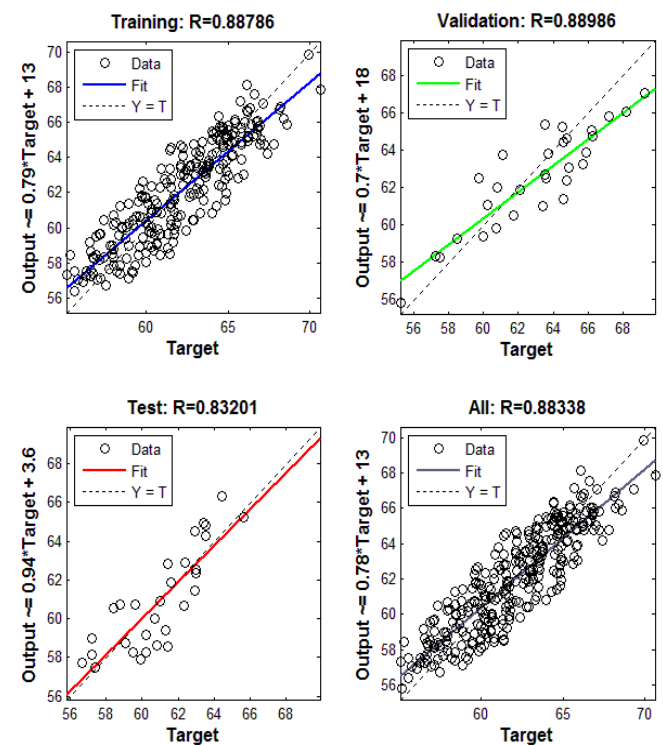 Training: R=0.88786
Data
Fit
Y = T
Output ~= 0.79*Target + 13
70
68
66
64
62
60
58
56
60
65
70
Target
Validation: R=0.88986
Data
Fit
Y = T
Output ~= 0.7*Target + 18
68
66
64
62
60
58
56
56
58
60
62
64
66
68
Target
Test: R=0.83201
Data
Fit
Y = T
Output ~= 0.94*Target + 3.6
68
66
64
62
60
58
56
56
58
60
62
64
66
68
Target
All: R=0.88338
Data
Fit
Y = T
Output ~= 0.78*Target + 13
70
68
66
64
62
60
58
56
60
65
70
Target